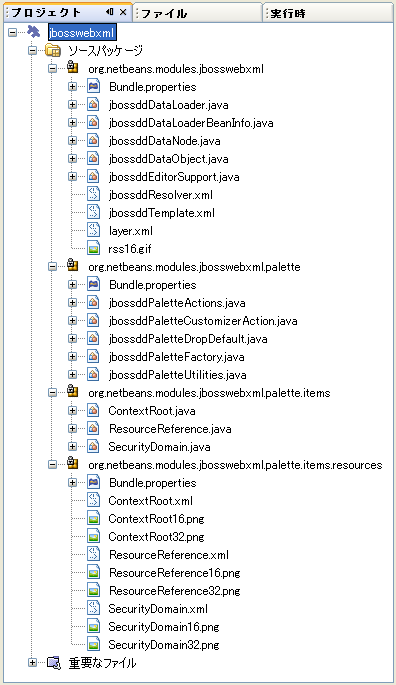 プロジェクト
ファイル
実行時
jbosswebxml
ソースパッケージ
org.netbeans.modules.jbosswebxml
Bundle.properties
jbossddDataLoader.java
jbossddDataLoaderBeanInfo.java
jbossddDataNode.java
jbossddDataObject.java
jbossddEditorSupport.java
jbossddResolver.xml
jbossddTemplate.xml
layer.xml
rss16.gif
org.netbeans.modules.jbosswebxml.palette
Bundle.properties
jbossddPaletteActions.java
jbossddPaletteCustomizerAction.java
jbossddPaletteDropDefault.java
jbossddPaletteFactory.java
jbossddPaletteUtilities.java
org.netbeans.modules.jbosswebxml.palette.items
ContextRoot.java
ResourceReference.java
SecurityDomain.java
org.netbeans.modules.jbosswebxml.palette.items.resources
Bundle.properties
ContextRoot.xml
ContextRoot16.png
ContextRoot32.png
ResourceReference.xml
ResourceReference16.png
ResourceReference32.png
SecurityDomain.xml
SecurityDomain16.png
SecurityDomain32.png
重要なファイル